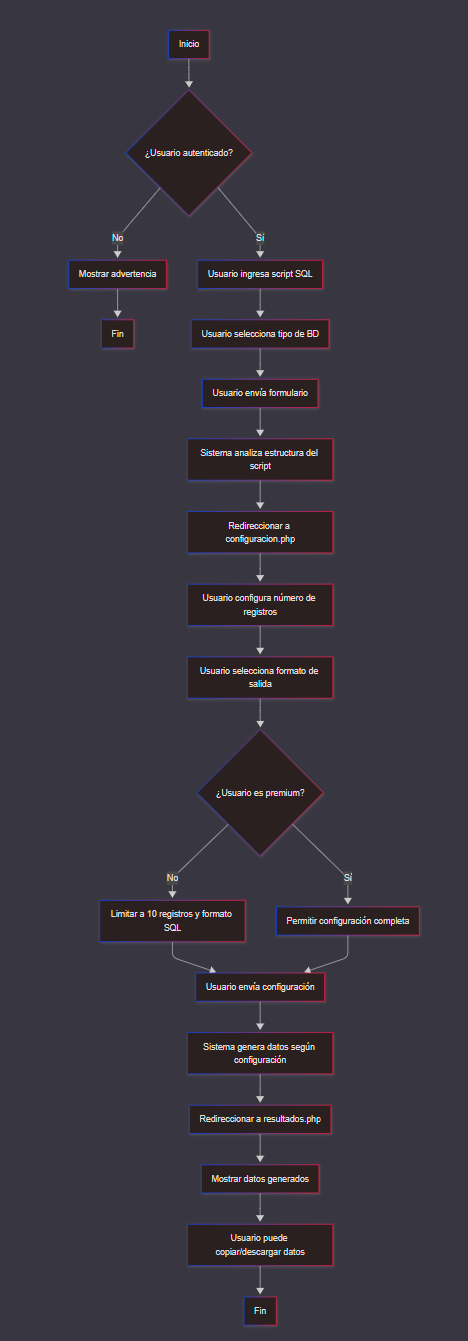 Inicio
¿Usuario autenticado?
No
Sí
Mostrar advertencia
Usuario ingresa script SQL
Fin
Usuario selecciona tipo de BD
Usuario envía formulario
Sistema analiza estructura del
script
Redireccionar a
configuracion.php
Usuario configura número de
registros
Usuario selecciona formato de
salida
¿Usuario es premium?
No
Sí
Limitar a 10 registros y formato
SQL
Permitir configuración completa
Usuario envía configuración
Sistema genera datos según
configuración
Redireccionar a resultados.php
Mostrar datos generados
Usuario puede
copiar/descargar datos
Fin